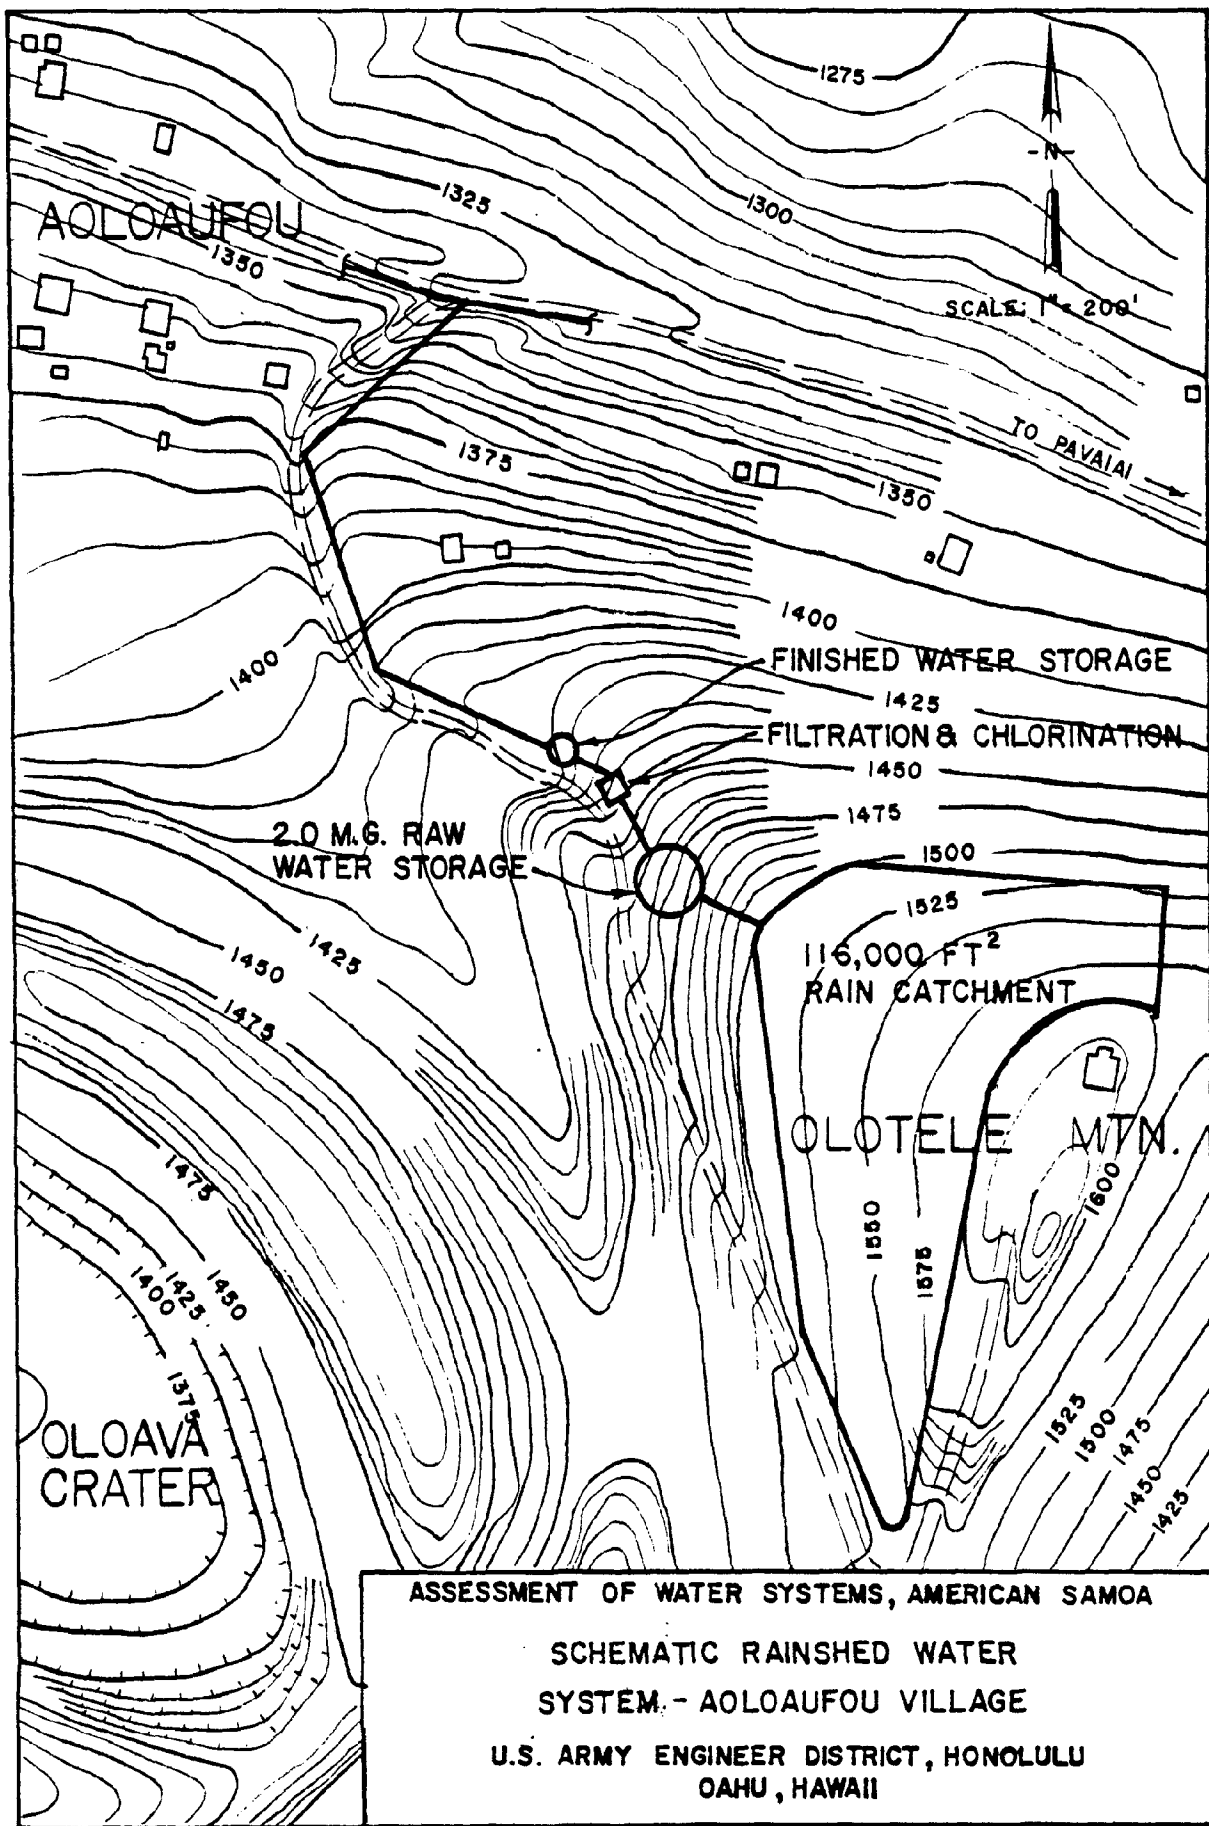 1275
-N-
1325
1300
AOLOAUFOU
1350
SCALE: 1" = 200'
1375
TO PAVAIAI
1350
1400
1400
FINISHED WATER STORAGE
1425
FILTRATION & CHLORINATION
1450
1475
2.0 M.G. RAW
WATER STORAGE
1500
1525
1425
1450
116,000 FT²
RAIN CATCHMENT
1475
OLOTELE MTN.
1475
1600
1550
1575
1450
1425
1400
1375
OLOAVA
CRATER
1525
1500
1475
1450
1425
ASSESSMENT OF WATER SYSTEMS, AMERICAN SAMOA
SCHEMATIC RAINSHED WATER
SYSTEM - AOLOAUFOU VILLAGE
U.S. ARMY ENGINEER DISTRICT, HONOLULU
OAHU, HAWAII